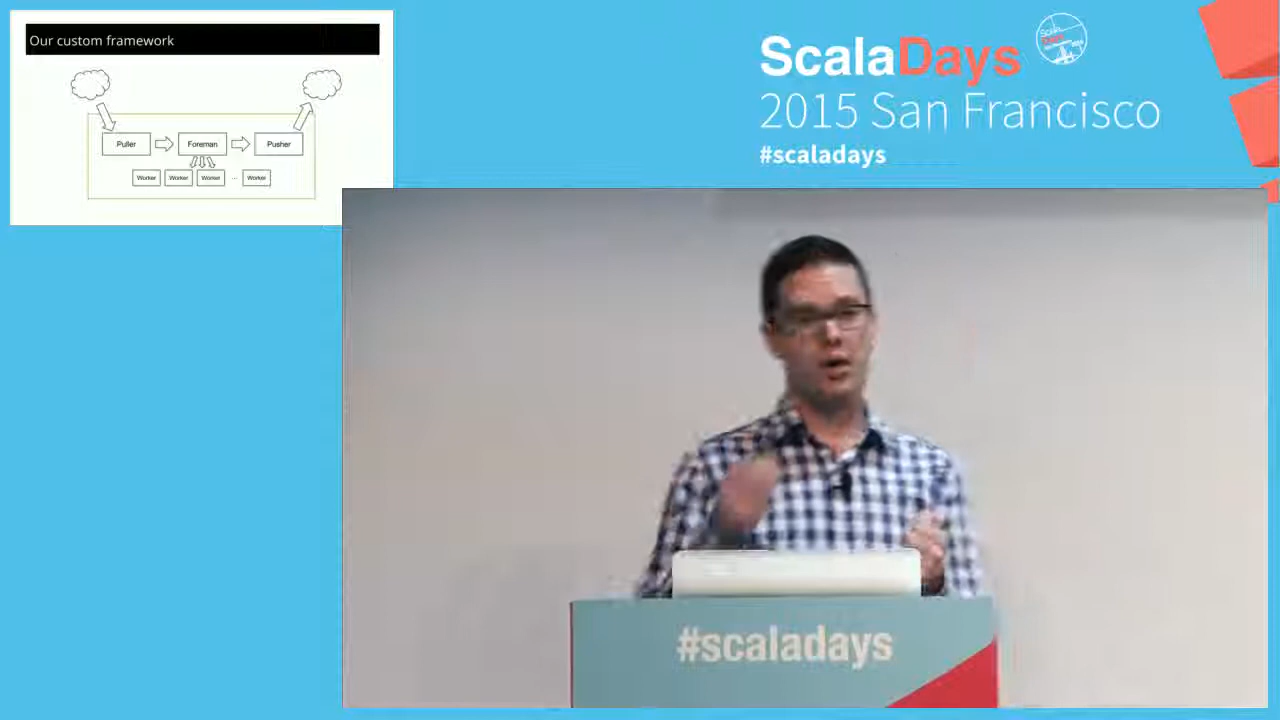 Our custom framework
Puller
Foreman
Pusher
Worker
Worker
Worker
...
Worker
ScalaDays
2015 San Francisco
#scaladays
#scaladays